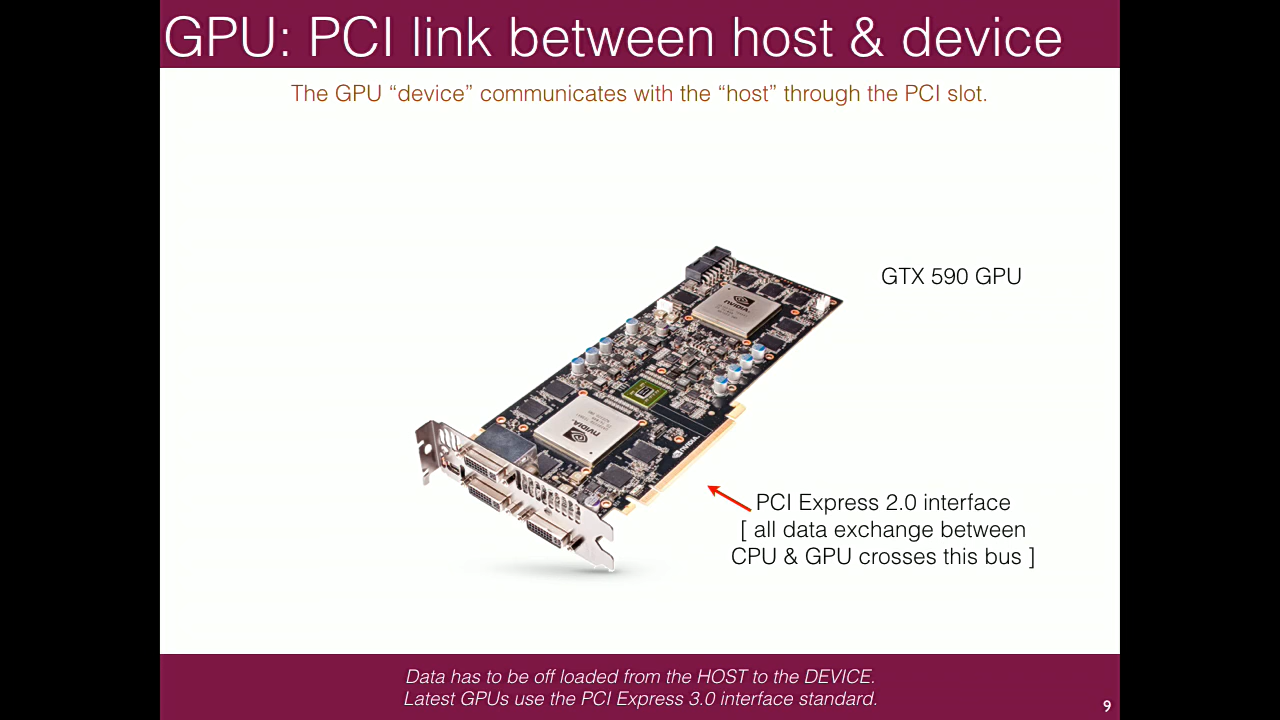 GPU: PCI link between host & device
The GPU “device” communicates with the “host” through the PCI slot.
GTX 590 GPU
nVIDIA.
nVIDIA.
nVIDIA.
PCI Express 2.0 interface
[ all data exchange between
CPU & GPU crosses this bus ]
Data has to be off loaded from the HOST to the DEVICE.
Latest GPUs use the PCI Express 3.0 interface standard.
9